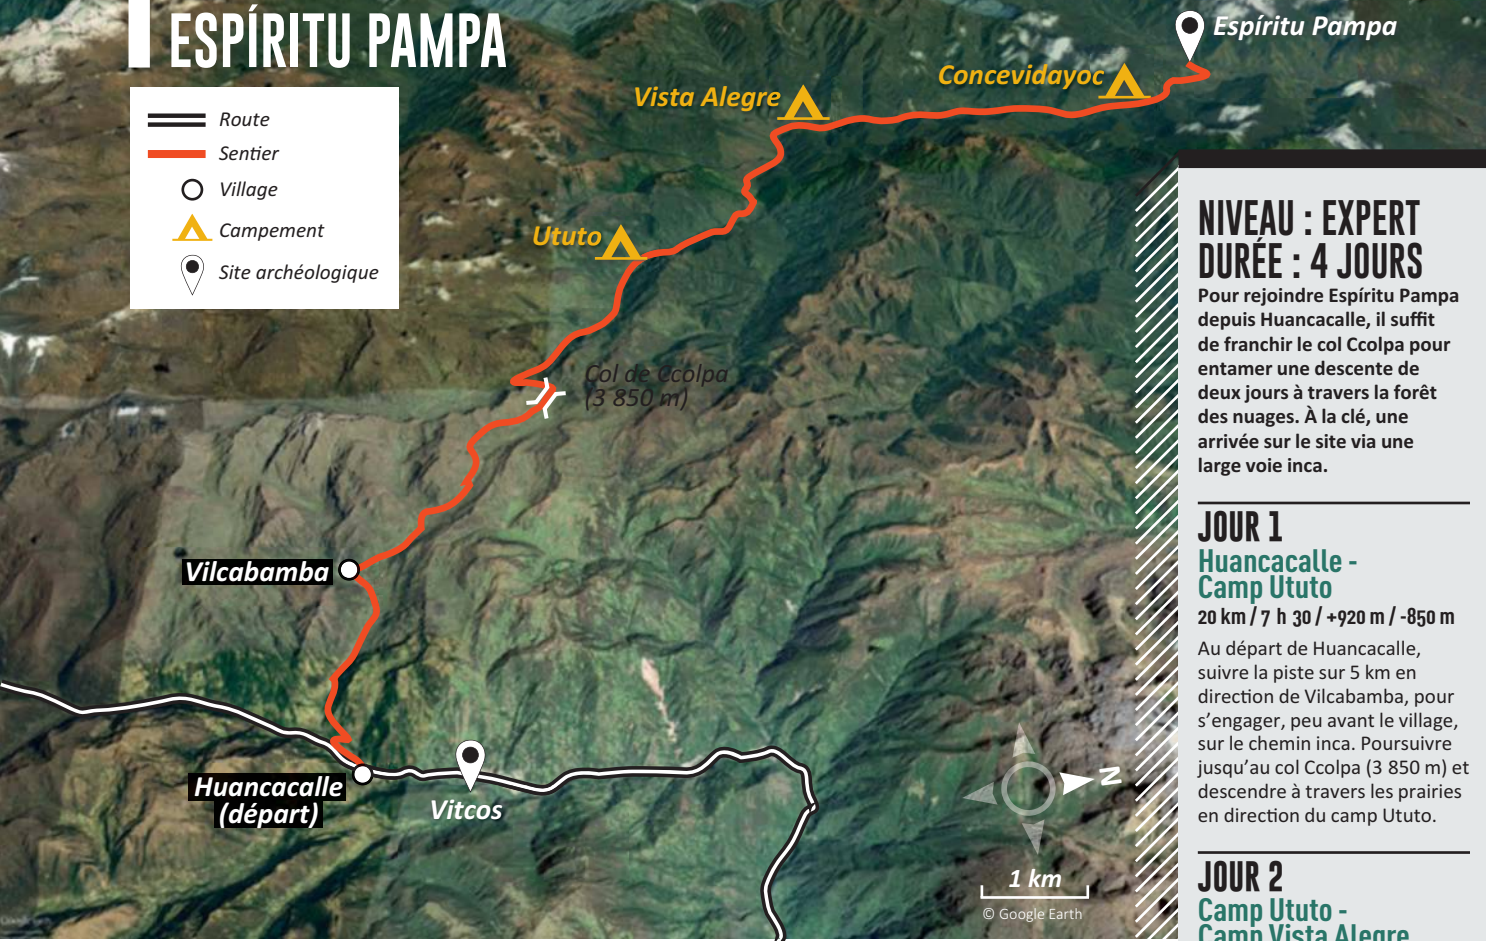 ESPÍRITU PAMPA
Route
Sentier
Village
Campement
Site archéologique
Espíritu Pampa
Concevidayoc
Vista Alegre
Ututo
Col de Ccolpa
(3 850 m)
Vilcabamba
Huancacalle
(départ)
Vitcos
N
1 km
© Google Earth
Google earth
NIVEAU : EXPERT
DURÉE : 4 JOURS
Pour rejoindre Espíritu Pampa
depuis Huancacalle, il suffit
de franchir le col Ccolpa pour
entamer une descente de
deux jours à travers la forêt
des nuages. À la clé, une
arrivée sur le site via une
large voie inca.
JOUR 1
Huancacalle -
Camp Ututo
20 km / 7 h 30 / +920 m / -850 m
Au départ de Huancacalle,
suivre la piste sur 5 km en
direction de Vilcabamba, pour
s’engager, peu avant le village,
sur le chemin inca. Poursuivre
jusqu’au col Ccolpa (3 850 m) et
descendre à travers les prairies
en direction du camp Ututo.
JOUR 2
Camp Ututo -
Camp Vista Alegre